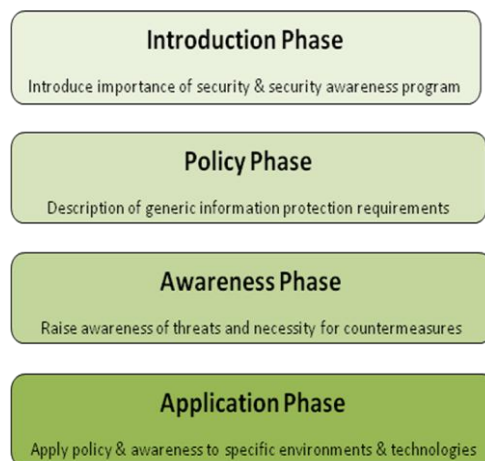 Introduction Phase
Introduce importance of security & security awareness program
Policy Phase
Description of generic information protection requirements
Awareness Phase
Raise awareness of threats and necessity for countermeasures
Application Phase
Apply policy & awareness to specific environments & technologies